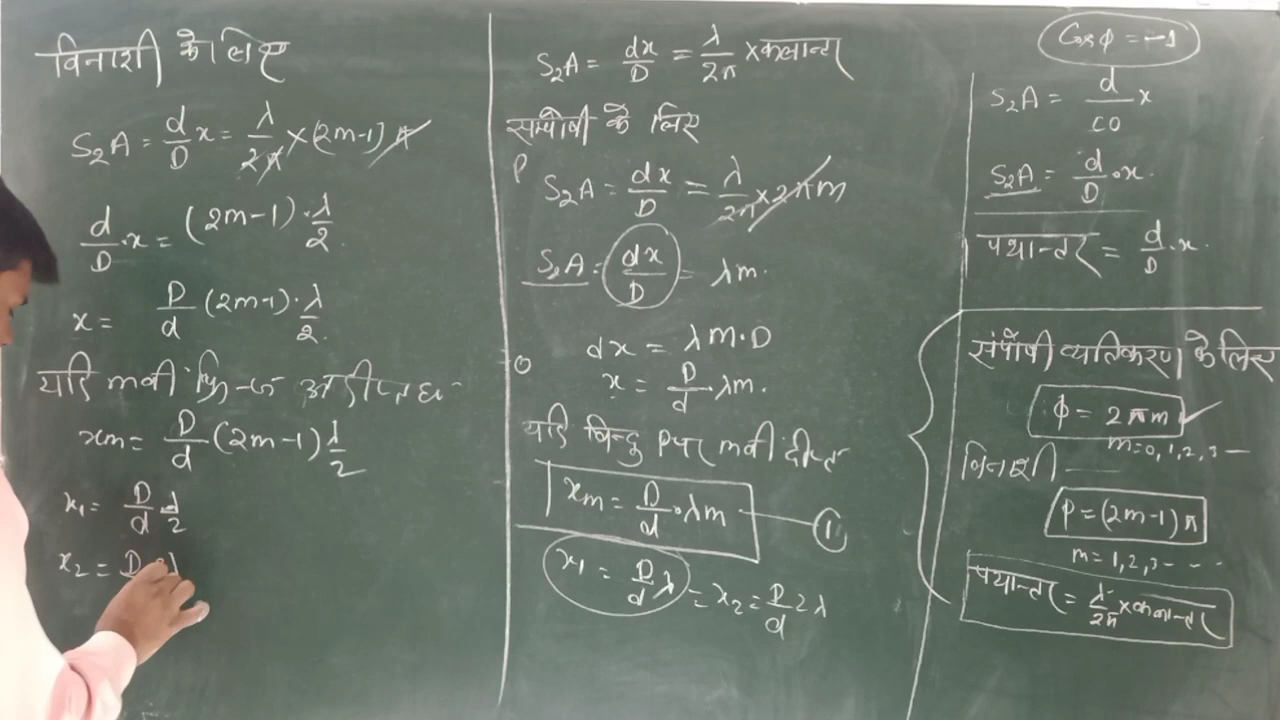 विनाशी के लिए
S₂A = d/D x = λ/2π × (2m-1) π
d/D · x = (2m-1) · λ/2
x = D/d (2m-1) · λ/2
यदि mवी
xm = D/d (2m-1) λ/2
x₁ = D/d λ/2
x₂ = D
S₂A = dx/D = λ/2π × कलान्तर
सम्पोषी के लिए
P
S₂A = dx/D = λ/2π × 2πm
S₂A = dx/D = λm.
dx = λm·D
O
x = D/d · λm.
यदि बिन्दु P पर mवी
xm = D/d · λm — ①
x₁ = D/d λ = x₂ = D/d 2λ
Cosϕ = -1
S₂A = d/CO x
S₂A = d/D · x.
पथान्तर = d/D · x.
संपोषी व्यतिकरण के लिए
ϕ = 2πm ✓
m=0, 1, 2, 3 —
विनाशी —
ϕ = (2m-1) π
m = 1, 2, 3 - - -
पथान्तर = λ/2π × कलान्तर